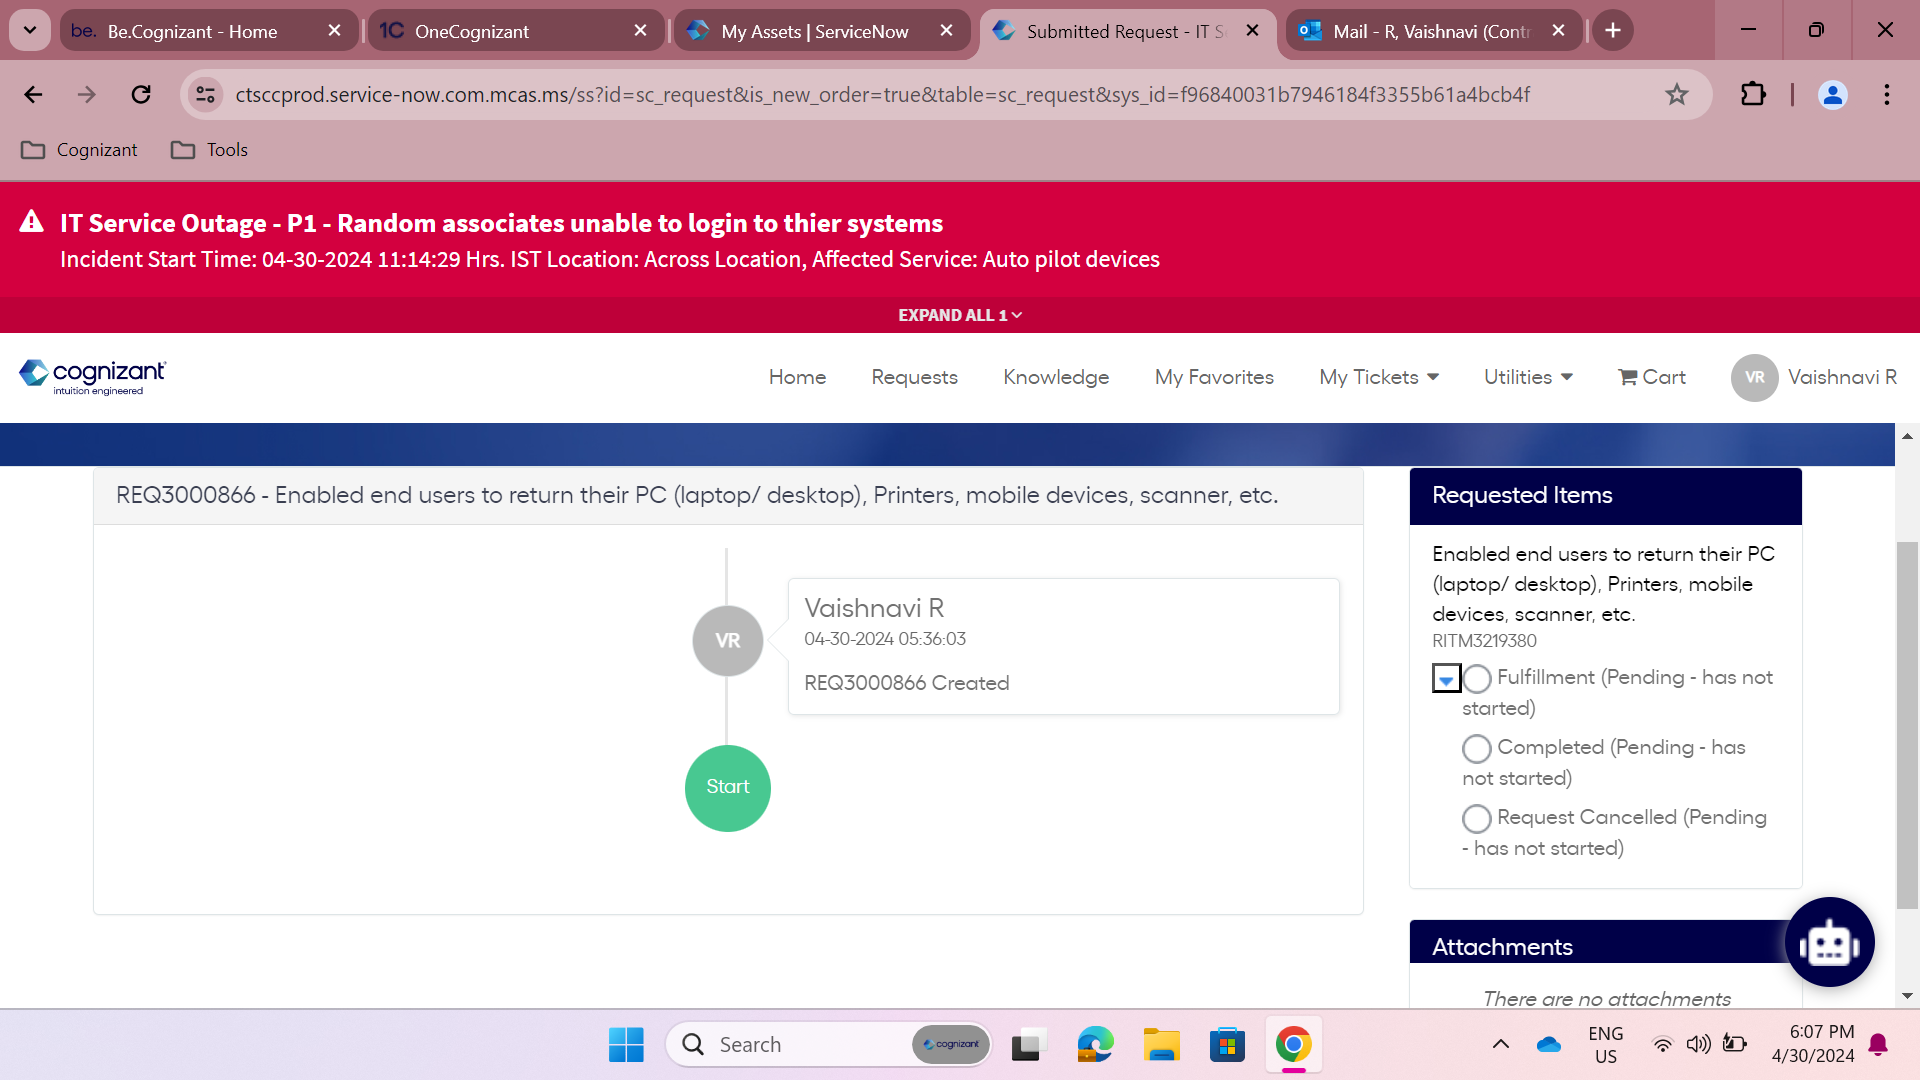 be. Be.Cognizant - Home
1C OneCognizant
My Assets | ServiceNow
Submitted Request - IT S
Mail - R, Vaishnavi (Contr
ctsccprod.service-now.com.mcas.ms/ss?id=sc_request&is_new_order=true&table=sc_request&sys_id=f96840031b7946184f3355b61a4bcb4f
Cognizant
Tools
IT Service Outage - P1 - Random associates unable to login to thier systems
Incident Start Time: 04-30-2024 11:14:29 Hrs. IST Location: Across Location, Affected Service: Auto pilot devices
EXPAND ALL 1
cognizant
intuition engineered
Home
Requests
Knowledge
My Favorites
My Tickets
Utilities
Cart
VR
Vaishnavi R
REQ3000866 - Enabled end users to return their PC (laptop/ desktop), Printers, mobile devices, scanner, etc.
VR
Vaishnavi R
04-30-2024 05:36:03
REQ3000866 Created
Start
Requested Items
Enabled end users to return their PC
(laptop/ desktop), Printers, mobile
devices, scanner, etc.
RITM3219380
Fulfillment (Pending - has not
started)
Completed (Pending - has
not started)
Request Cancelled (Pending
- has not started)
Attachments
There are no attachments
Search
cognizant
ENG
US
6:07 PM
4/30/2024